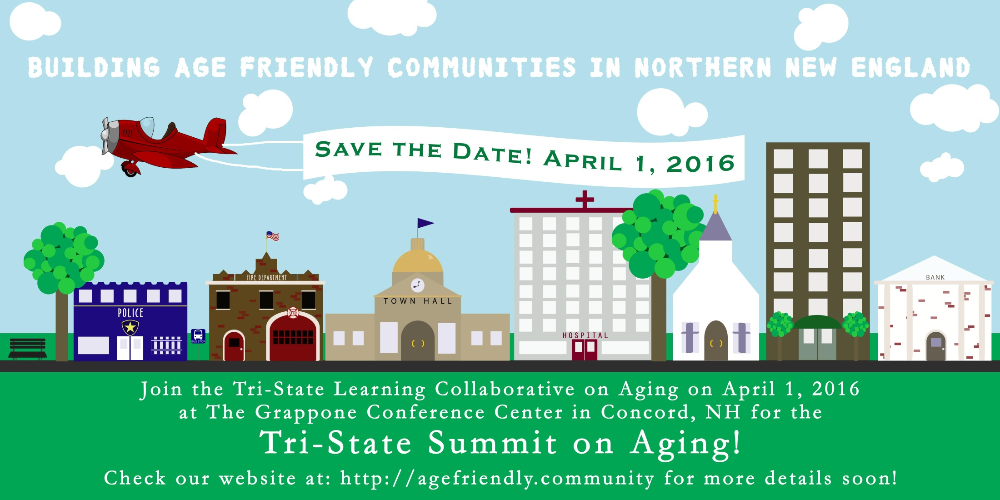 BUILDING AGE FRIENDLY COMMUNITIES IN NORTHERN NEW ENGLAND
SAVE THE DATE! APRIL 1, 2016
FIRE DEPARTMENT
BANK
TOWN HALL
POLICE
FD
HOSPITAL
BUS STOP
Join the Tri-State Learning Collaborative on Aging on April 1, 2016
at The Grappone Conference Center in Concord, NH for the
Tri-State Summit on Aging!
Check our website at: http://agefriendly.community for more details soon!